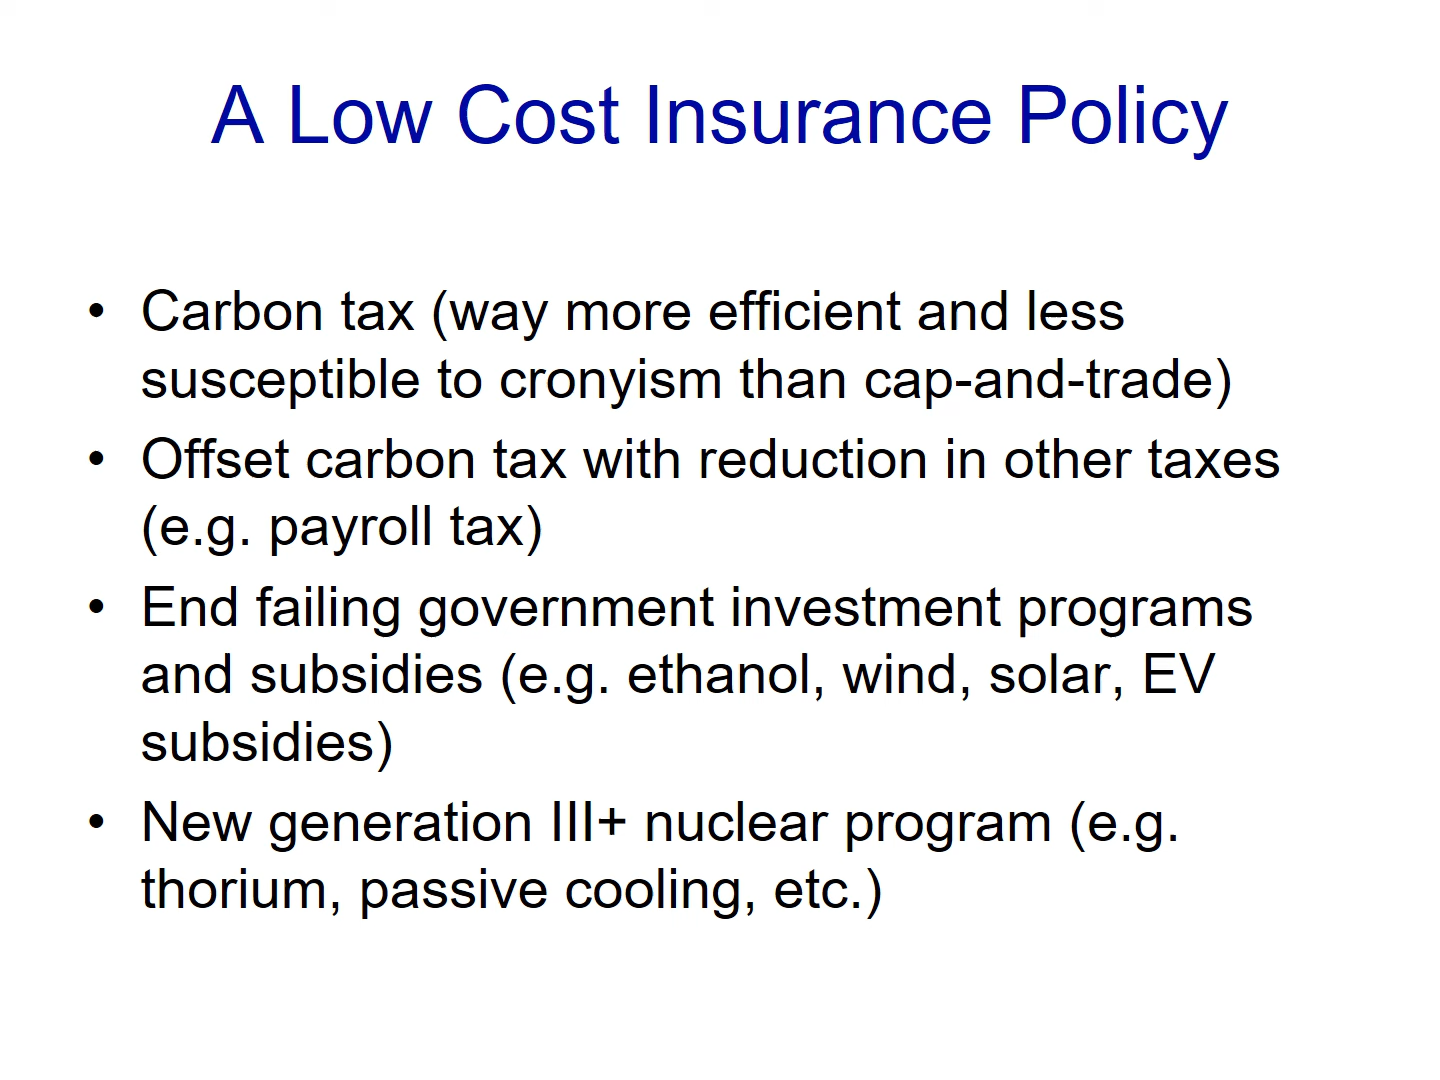 A Low Cost Insurance Policy
• Carbon tax (way more efficient and less
susceptible to cronyism than cap-and-trade)
• Offset carbon tax with reduction in other taxes
(e.g. payroll tax)
• End failing government investment programs
and subsidies (e.g. ethanol, wind, solar, EV
subsidies)
• New generation III+ nuclear program (e.g.
thorium, passive cooling, etc.)